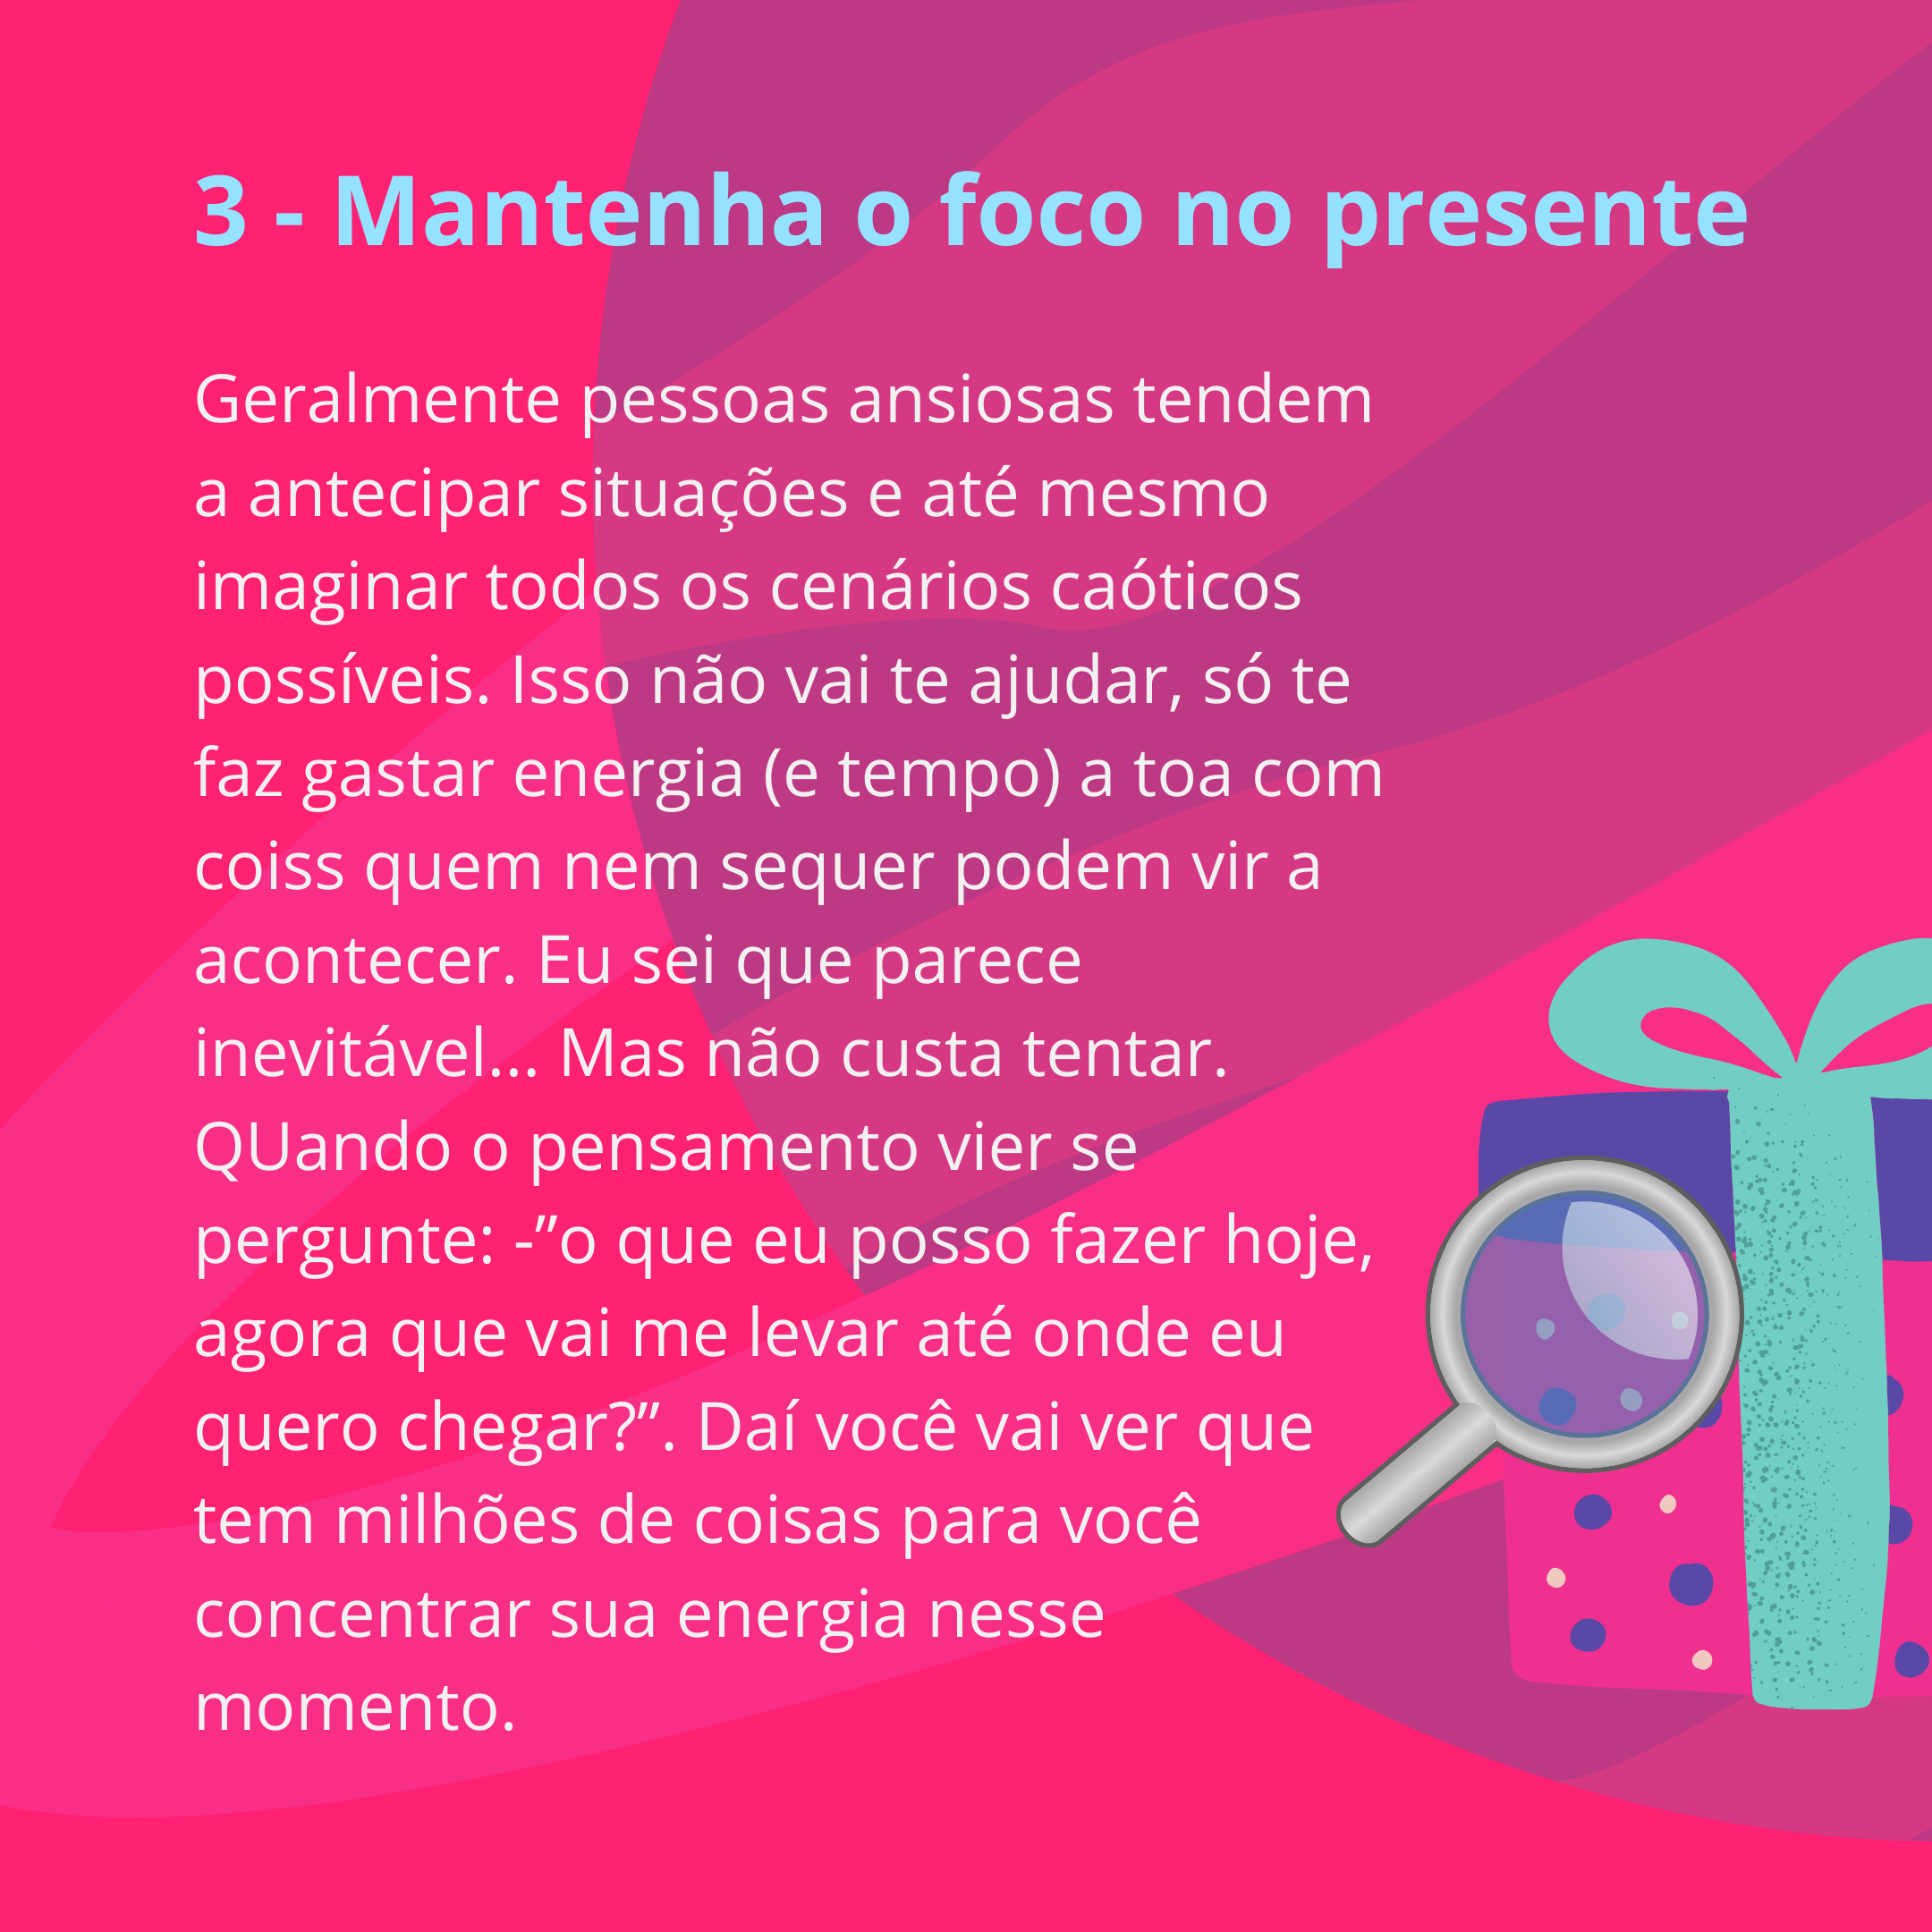 3 - Mantenha o foco no presente
Geralmente pessoas ansiosas tendem
a antecipar situações e até mesmo
imaginar todos os cenários caóticos
possíveis. Isso não vai te ajudar, só te
faz gastar energia (e tempo) a toa com
coiss quem nem sequer podem vir a
acontecer. Eu sei que parece
inevitável... Mas não custa tentar.
QUando o pensamento vier se
pergunte: -”o que eu posso fazer hoje,
agora que vai me levar até onde eu
quero chegar?”. Daí você vai ver que
tem milhões de coisas para você
concentrar sua energia nesse
momento.